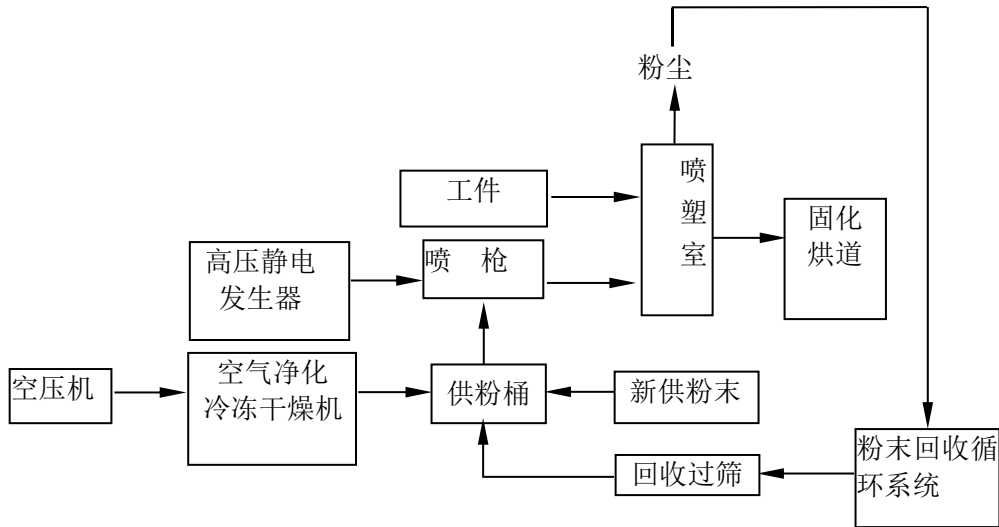 粉尘
喷
塑
室
工件
固化
烘道
喷 枪
高压静电
发生器
空压机
空气净化
冷冻干燥机
供粉桶
新供粉末
回收过筛
粉末回收循
环系统